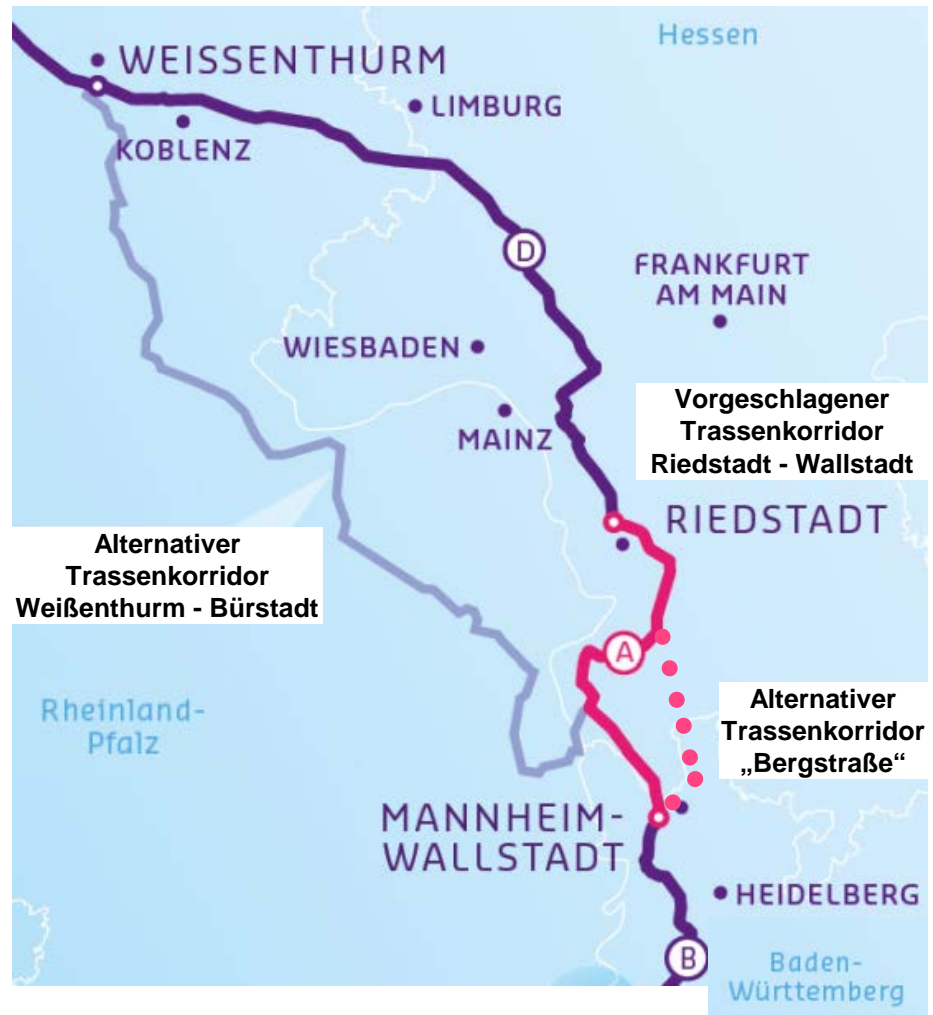 Hessen
WEISSENTHURM
LIMBURG
KOBLENZ
D
FRANKFURT
AM MAIN
WIESBADEN
Vorgeschlagener
Trassenkorridor
Riedstadt - Wallstadt
MAINZ
RIEDSTADT
Alternativer
Trassenkorridor
Weißenthurm - Bürstadt
A
Rheinland-
Pfalz
Alternativer
Trassenkorridor
„Bergstraße“
MANNHEIM-
WALLSTADT
HEIDELBERG
B
Baden-
Württemberg